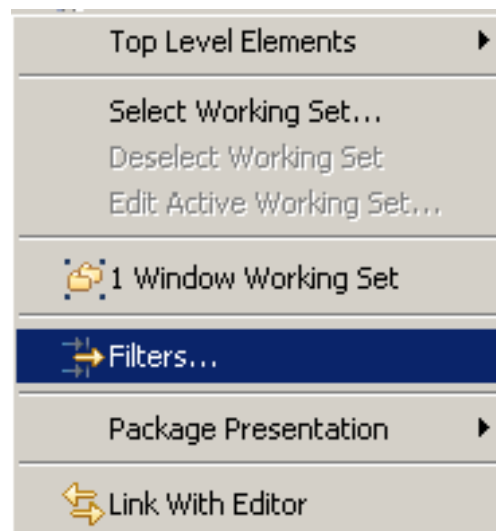 Top Level Elements
Select Working Set...
Deselect Working Set
Edit Active Working Set...
1 Window Working Set
Filters...
Package Presentation
Link With Editor